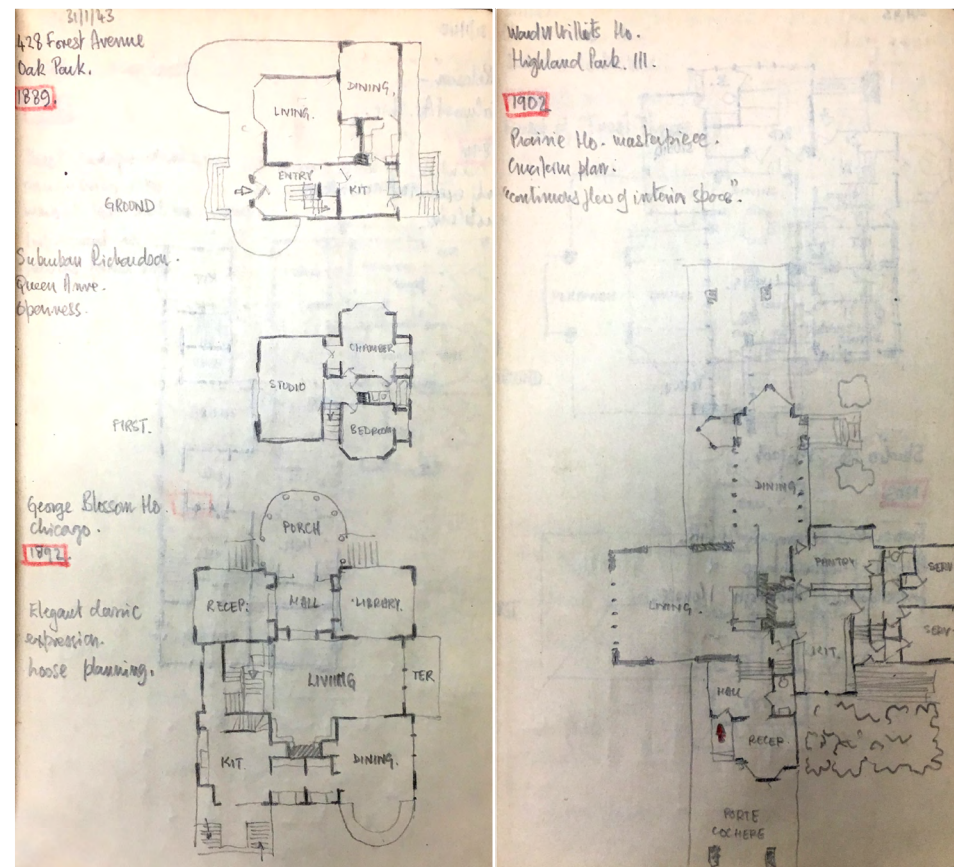 31/1/43
428 Forest Avenue
Oak Park.
1889.
DINING.
LIVING.
ENTRY
KIT
GROUND
Suburban Richardson.
Queen Anne.
Openness.
CHAMBER
STUDIO
BEDROOM
FIRST.
George Blossom Ho.
Chicago.
1892.
Elegant classic
expression.
loose planning.
PORCH
RECEP.
HALL
LIBRARY.
LIVING
TER
KIT.
DINING.
Ward W Willits Ho.
Highland Park. Ill.
1902
Prairie Ho. masterpiece.
Cruciform plan.
"continuous flow of interior space".
DINING
PANTRY
SERV
LIVING.
SERV
KIT.
HALL
RECEP.
PORTE
COCHERE